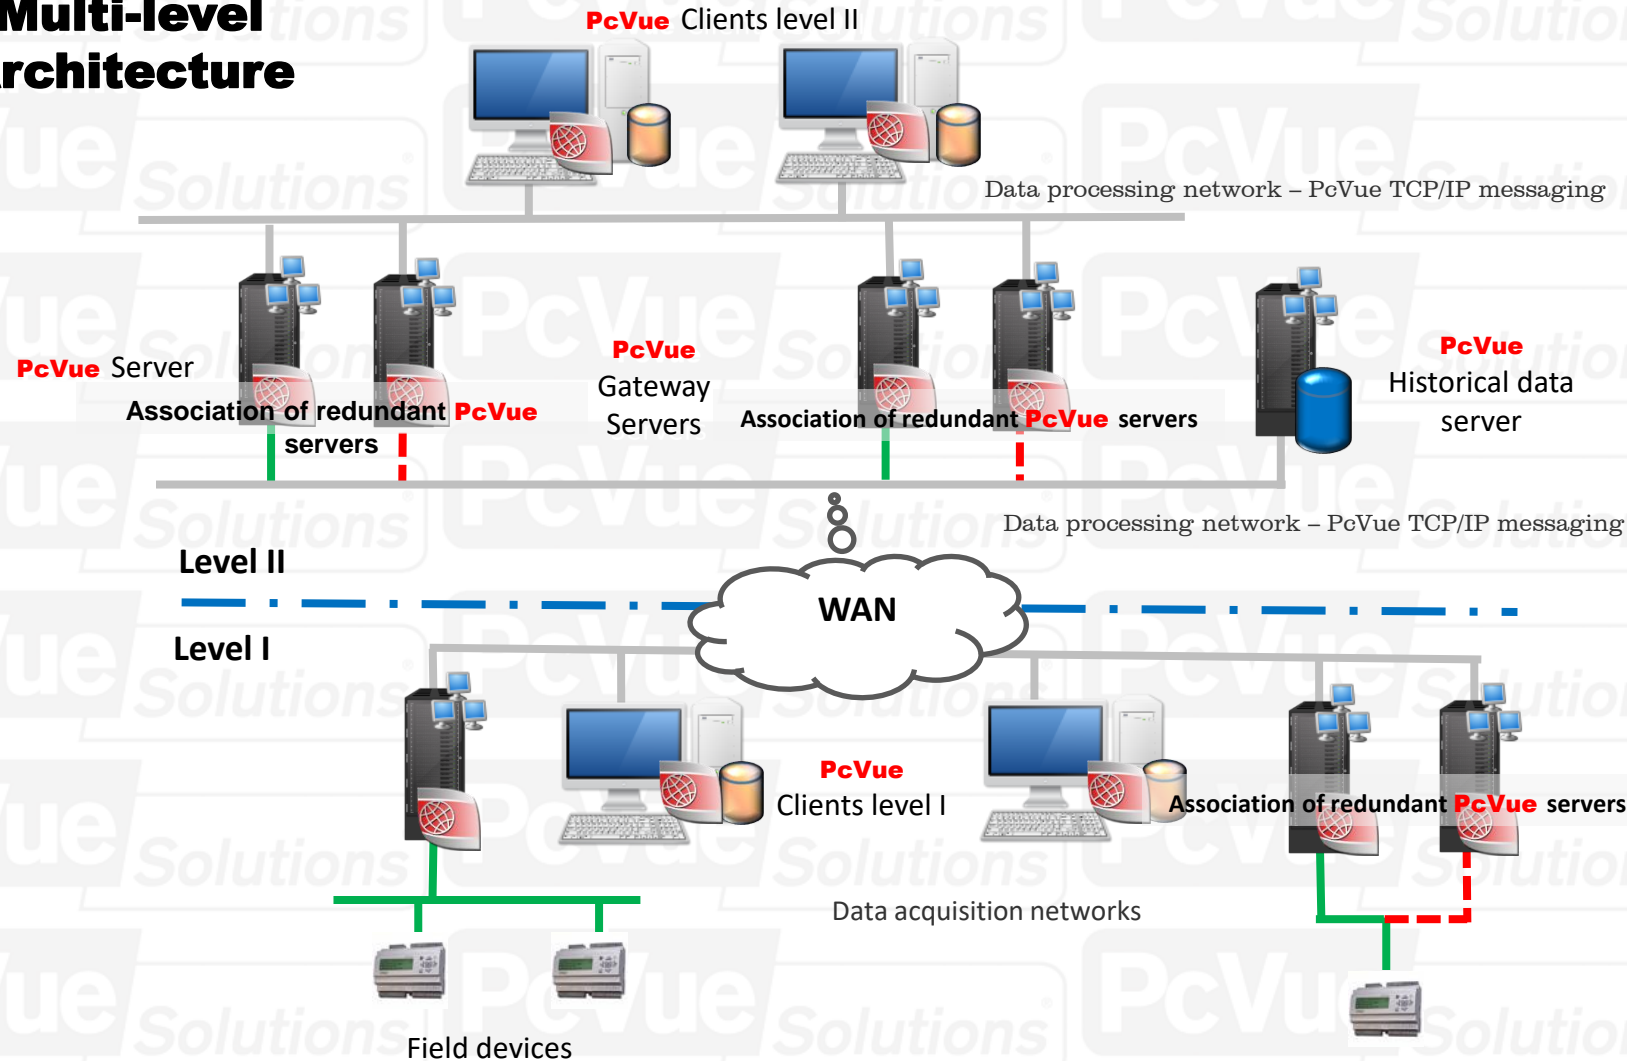 Multi-level
Architecture
PcVue Clients level II
Data processing network – PcVue TCP/IP messaging
PcVue Server
Association of redundant PcVue
servers
PcVue
Gateway
Servers
Association of redundant PcVue servers
PcVue
Historical data
server
Data processing network – PcVue TCP/IP messaging
Level II
WAN
Level I
PcVue
Clients level I
Association of redundant PcVue servers
Data acquisition networks
Field devices